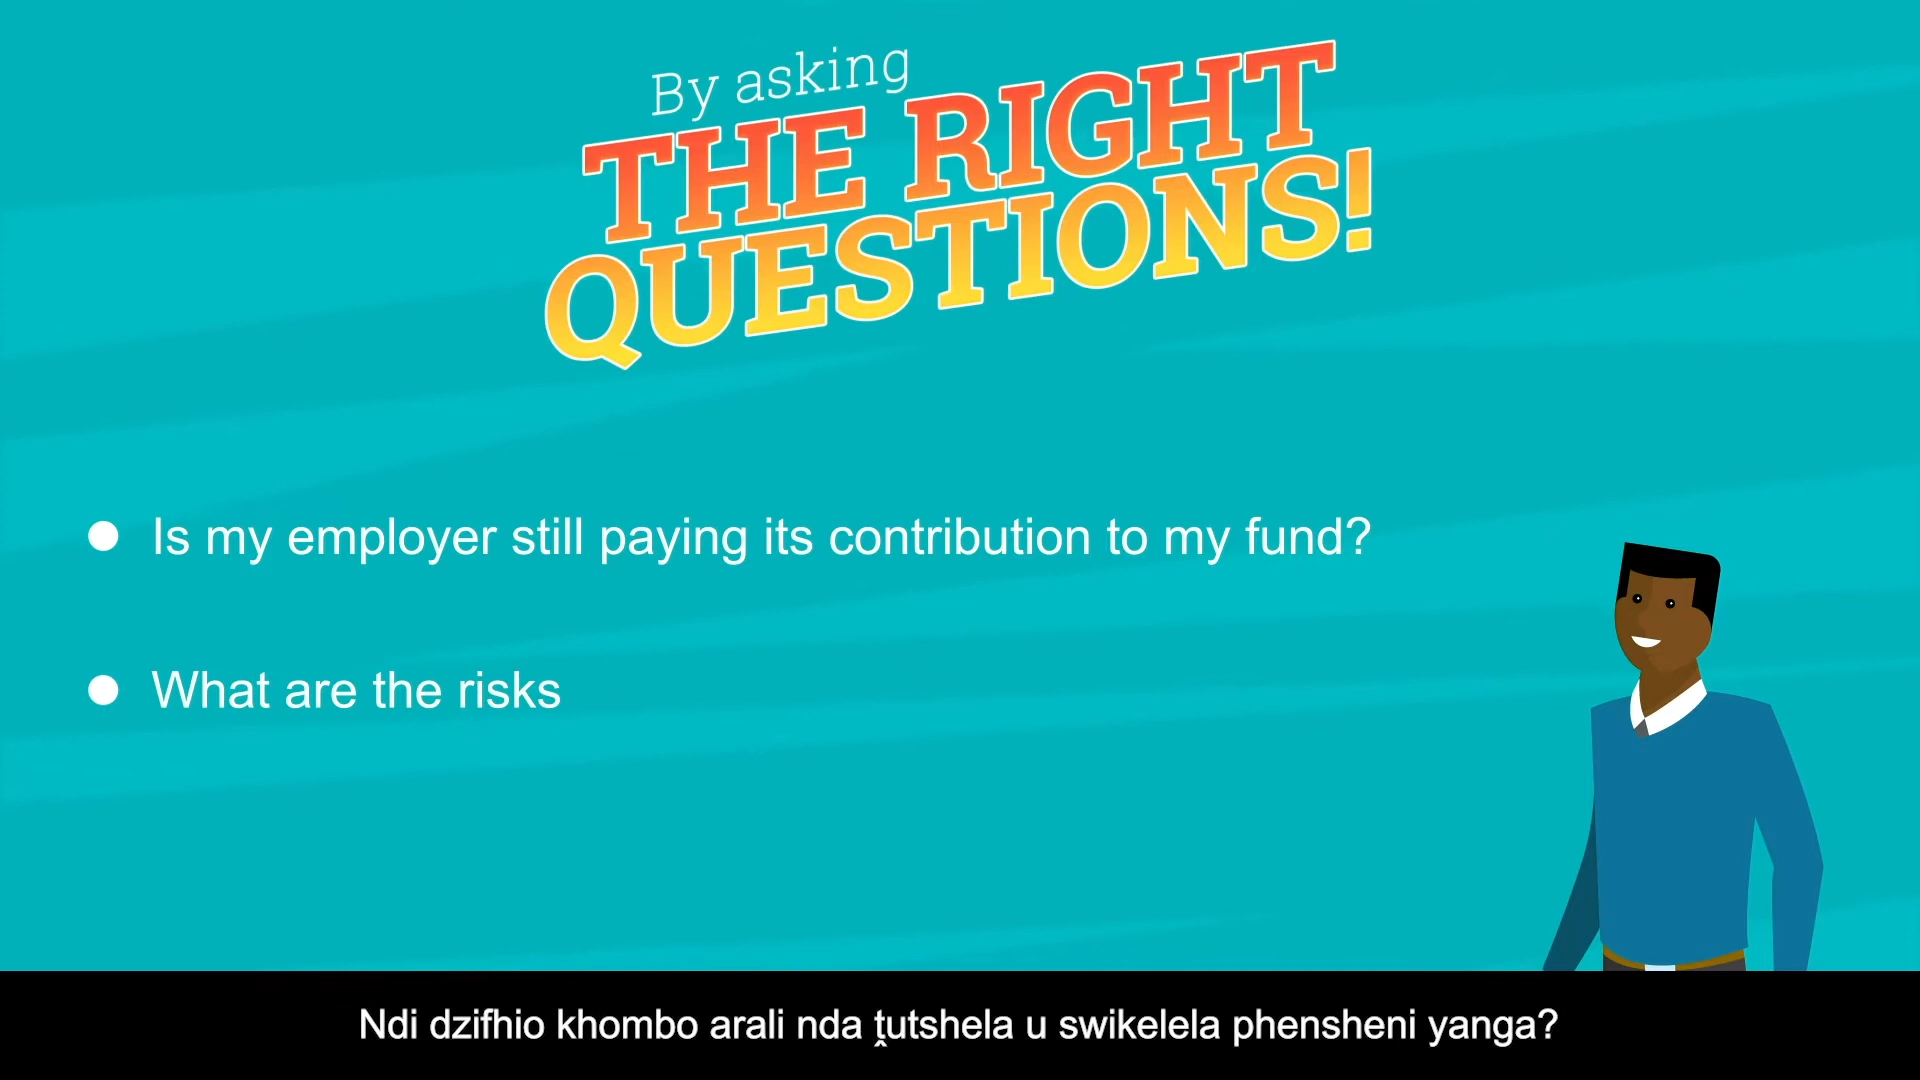 By asking
THE RIGHT
QUESTIONS!
Is my employer still paying its contribution to my fund?
What are the risks
Ndi dzifhio khombo arali nda ṱutshela u swikelela phensheni yanga?